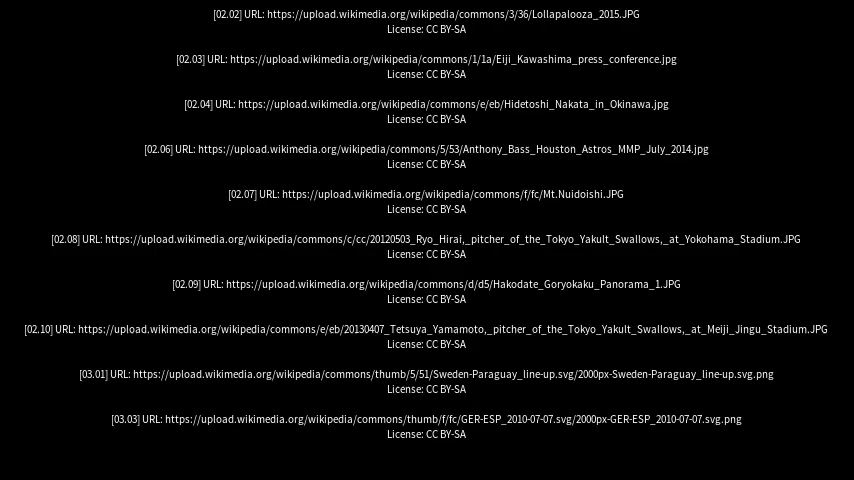 [02.02] URL: https://upload.wikimedia.org/wikipedia/commons/3/36/Lollapalooza_2015.JPG
License: CC BY-SA
[02.03] URL: https://upload.wikimedia.org/wikipedia/commons/1/1a/Eiji_Kawashima_press_conference.jpg
License: CC BY-SA
[02.04] URL: https://upload.wikimedia.org/wikipedia/commons/e/eb/Hidetoshi_Nakata_in_Okinawa.jpg
License: CC BY-SA
[02.06] URL: https://upload.wikimedia.org/wikipedia/commons/5/53/Anthony_Bass_Houston_Astros_MMP_July_2014.jpg
License: CC BY-SA
[02.07] URL: https://upload.wikimedia.org/wikipedia/commons/f/fc/Mt.Nuidoishi.JPG
License: CC BY-SA
[02.08] URL: https://upload.wikimedia.org/wikipedia/commons/c/cc/20120503_Ryo_Hirai,_pitcher_of_the_Tokyo_Yakult_Swallows,_at_Yokohama_Stadium.JPG
License: CC BY-SA
[02.09] URL: https://upload.wikimedia.org/wikipedia/commons/d/d5/Hakodate_Goryokaku_Panorama_1.JPG
License: CC BY-SA
[02.10] URL: https://upload.wikimedia.org/wikipedia/commons/e/eb/20130407_Tetsuya_Yamamoto,_pitcher_of_the_Tokyo_Yakult_Swallows,_at_Meiji_Jingu_Stadium.JPG
License: CC BY-SA
[03.01] URL: https://upload.wikimedia.org/wikipedia/commons/thumb/5/51/Sweden-Paraguay_line-up.svg/2000px-Sweden-Paraguay_line-up.svg.png
License: CC BY-SA
[03.03] URL: https://upload.wikimedia.org/wikipedia/commons/thumb/f/fc/GER-ESP_2010-07-07.svg/2000px-GER-ESP_2010-07-07.svg.png
License: CC BY-SA